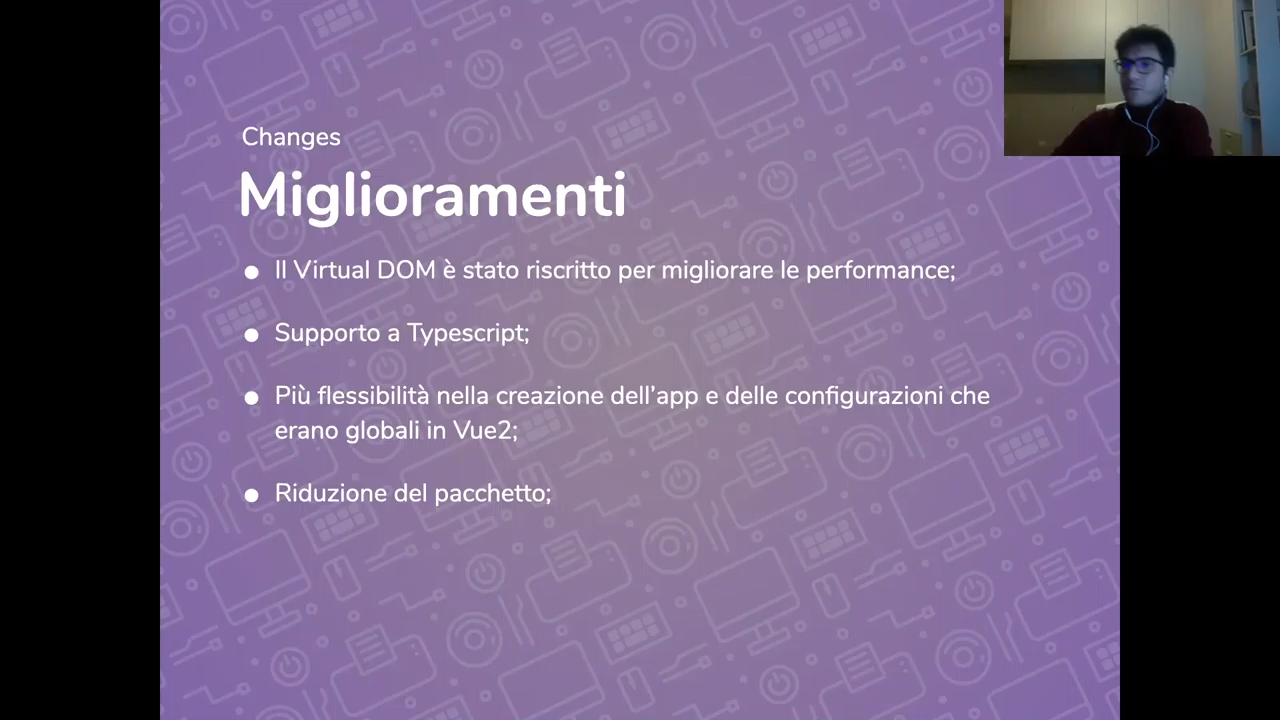 Changes
Miglioramenti
● Il Virtual DOM è stato riscritto per migliorare le performance;
● Supporto a Typescript;
● Più flessibilità nella creazione dell’app e delle configurazioni che
erano globali in Vue2;
● Riduzione del pacchetto;